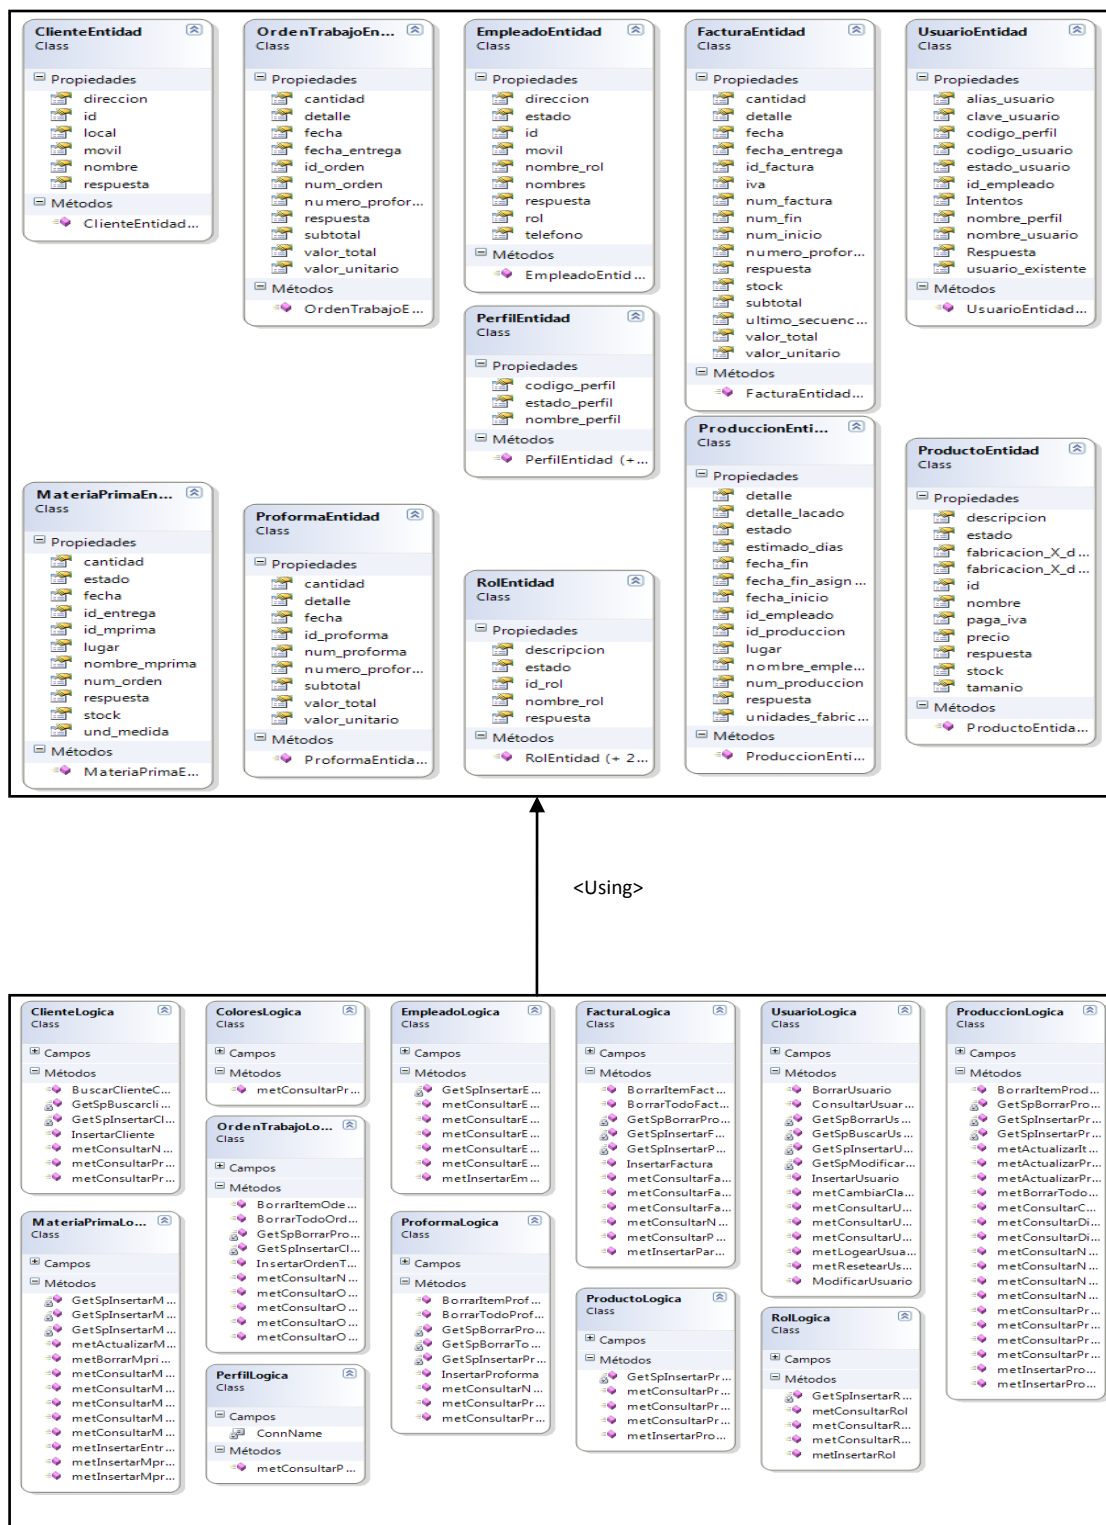 ClienteEntidad
Class
Propiedades
direccion
id
local
movil
nombre
respuesta
Métodos
ClienteEntidad...
OrdenTrabajoEn...
Class
Propiedades
cantidad
detalle
fecha
fecha_entrega
id_orden
num_orden
numero_profor...
respuesta
subtotal
valor_total
valor_unitario
Métodos
OrdenTrabajoE...
EmpleadoEntidad
Class
Propiedades
direccion
estado
id
movil
nombre_rol
nombres
respuesta
rol
telefono
Métodos
EmpleadoEntid...
FacturaEntidad
Class
Propiedades
cantidad
detalle
fecha
fecha_entrega
id_factura
iva
num_factura
num_fin
num_inicio
numero_profor...
respuesta
stock
subtotal
ultimo_secuenc...
valor_total
valor_unitario
Métodos
FacturaEntidad...
UsuarioEntidad
Class
Propiedades
alias_usuario
clave_usuario
codigo_perfil
codigo_usuario
estado_usuario
id_empleado
Intentos
nombre_perfil
nombre_usuario
Respuesta
usuario_existente
Métodos
UsuarioEntidad...
PerfilEntidad
Class
Propiedades
codigo_perfil
estado_perfil
nombre_perfil
Métodos
PerfilEntidad (+...
MateriaPrimaEn...
Class
Propiedades
cantidad
estado
fecha
id_entrega
id_mprima
lugar
nombre_mprima
num_orden
respuesta
stock
und_medida
Métodos
MateriaPrimaE...
ProformaEntidad
Class
Propiedades
cantidad
detalle
fecha
id_proforma
num_proforma
numero_profor...
subtotal
valor_total
valor_unitario
Métodos
ProformaEntida...
RolEntidad
Class
Propiedades
descripcion
estado
id_rol
nombre_rol
respuesta
Métodos
RolEntidad (+ 2...
ProduccionEnti...
Class
Propiedades
detalle
detalle_lacado
estado
estimado_dias
fecha_fin
fecha_fin_asign...
fecha_inicio
id_empleado
id_produccion
lugar
nombre_emple...
num_produccion
respuesta
unidades_fabric...
Métodos
ProduccionEnti...
ProductoEntidad
Class
Propiedades
descripcion
estado
fabricacion_X_d...
fabricacion_X_d...
id
nombre
paga_iva
precio
respuesta
stock
tamanio
Métodos
ProductoEntida...
<Using>
ClienteLogica
Class
Campos
Métodos
BuscarClienteC...
GetSpBuscarcli...
GetSpInsertarCl...
InsertarCliente
metConsultarN...
metConsultarPr...
ColoresLogica
Class
Campos
Métodos
metConsultarPr...
EmpleadoLogica
Class
Campos
Métodos
GetSpInsertarE...
metConsultarE...
metConsultarE...
metConsultarE...
metConsultarE...
metConsultarE...
metInsertarEm...
FacturaLogica
Class
Campos
Métodos
BorrarItemFact...
BorrarTodoFact...
GetSpBorrarPro...
GetSpInsertarF...
GetSpInsertarP...
InsertarFactura
metConsultarFa...
metConsultarFa...
metConsultarFa...
metConsultarN...
metConsultarP...
metInsertarPar...
UsuarioLogica
Class
Campos
Métodos
BorrarUsuario
ConsultarUsuar...
GetSpBorrarUs...
GetSpBuscarUs...
GetSpInsertarU...
GetSpModificar...
InsertarUsuario
metCambiarCla...
metConsultarU...
metConsultarU...
metConsultarU...
metLogearUsua...
metResetearUs...
ModificarUsuario
ProduccionLogica
Class
Campos
Métodos
BorrarItemProd...
GetSpBorrarPro...
GetSpInsertarPr...
GetSpInsertarPr...
metActualizarIt...
metActualizarPr...
metActualizarPr...
metBorrarTodo...
metConsultarC...
metConsultarDi...
metConsultarDi...
metConsultarN...
metConsultarN...
metConsultarN...
metConsultarN...
metConsultarPr...
metConsultarPr...
metConsultarPr...
metConsultarPr...
metInsertarPro...
metInsertarPro...
OrdenTrabajoLo...
Class
Campos
Métodos
BorrarItemOde...
BorrarTodoOrd...
GetSpBorrarPro...
GetSpInsertarCl...
InsertarOrdenT...
metConsultarN...
metConsultarO...
metConsultarO...
metConsultarO...
metConsultarO...
MateriaPrimaLo...
Class
Campos
Métodos
GetSpInsertarM...
GetSpInsertarM...
GetSpInsertarM...
metActualizarM...
metBorrarMpri...
metConsultarM...
metConsultarM...
metConsultarM...
metConsultarM...
metConsultarM...
metInsertarEntr...
metInsertarMpr...
metInsertarMpr...
ProformaLogica
Class
Campos
Métodos
BorrarItemProf...
BorrarTodoProf...
GetSpBorrarPro...
GetSpBorrarTo...
GetSpInsertarPr...
InsertarProforma
metConsultarN...
metConsultarPr...
metConsultarPr...
ProductoLogica
Class
Campos
Métodos
GetSpInsertarPr...
metConsultarPr...
metConsultarPr...
metConsultarPr...
metInsertarPro...
RolLogica
Class
Campos
Métodos
GetSpInsertarR...
metConsultarRol
metConsultarR...
metConsultarR...
metInsertarRol
PerfilLogica
Class
Campos
ConnName
Métodos
metConsultarP...